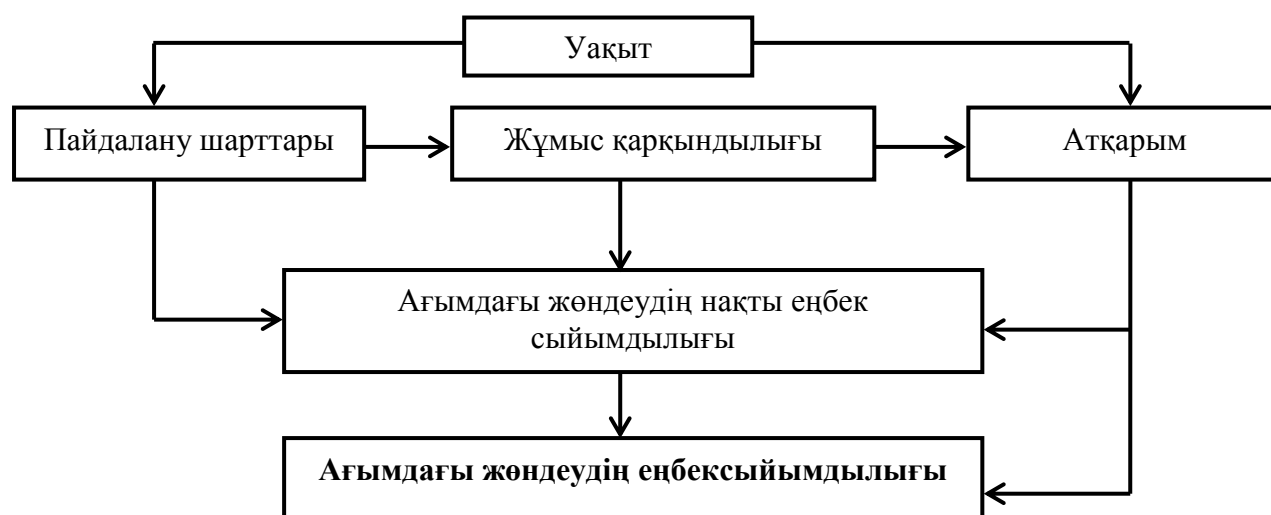 Уақыт
Пайдалану шарттары
Жұмыс қарқындылығы
Атқарым
Ағымдағы жөндеудің нақты еңбек
сыйымдылығы
Ағымдағы жөндеудің еңбексыйымдылығы